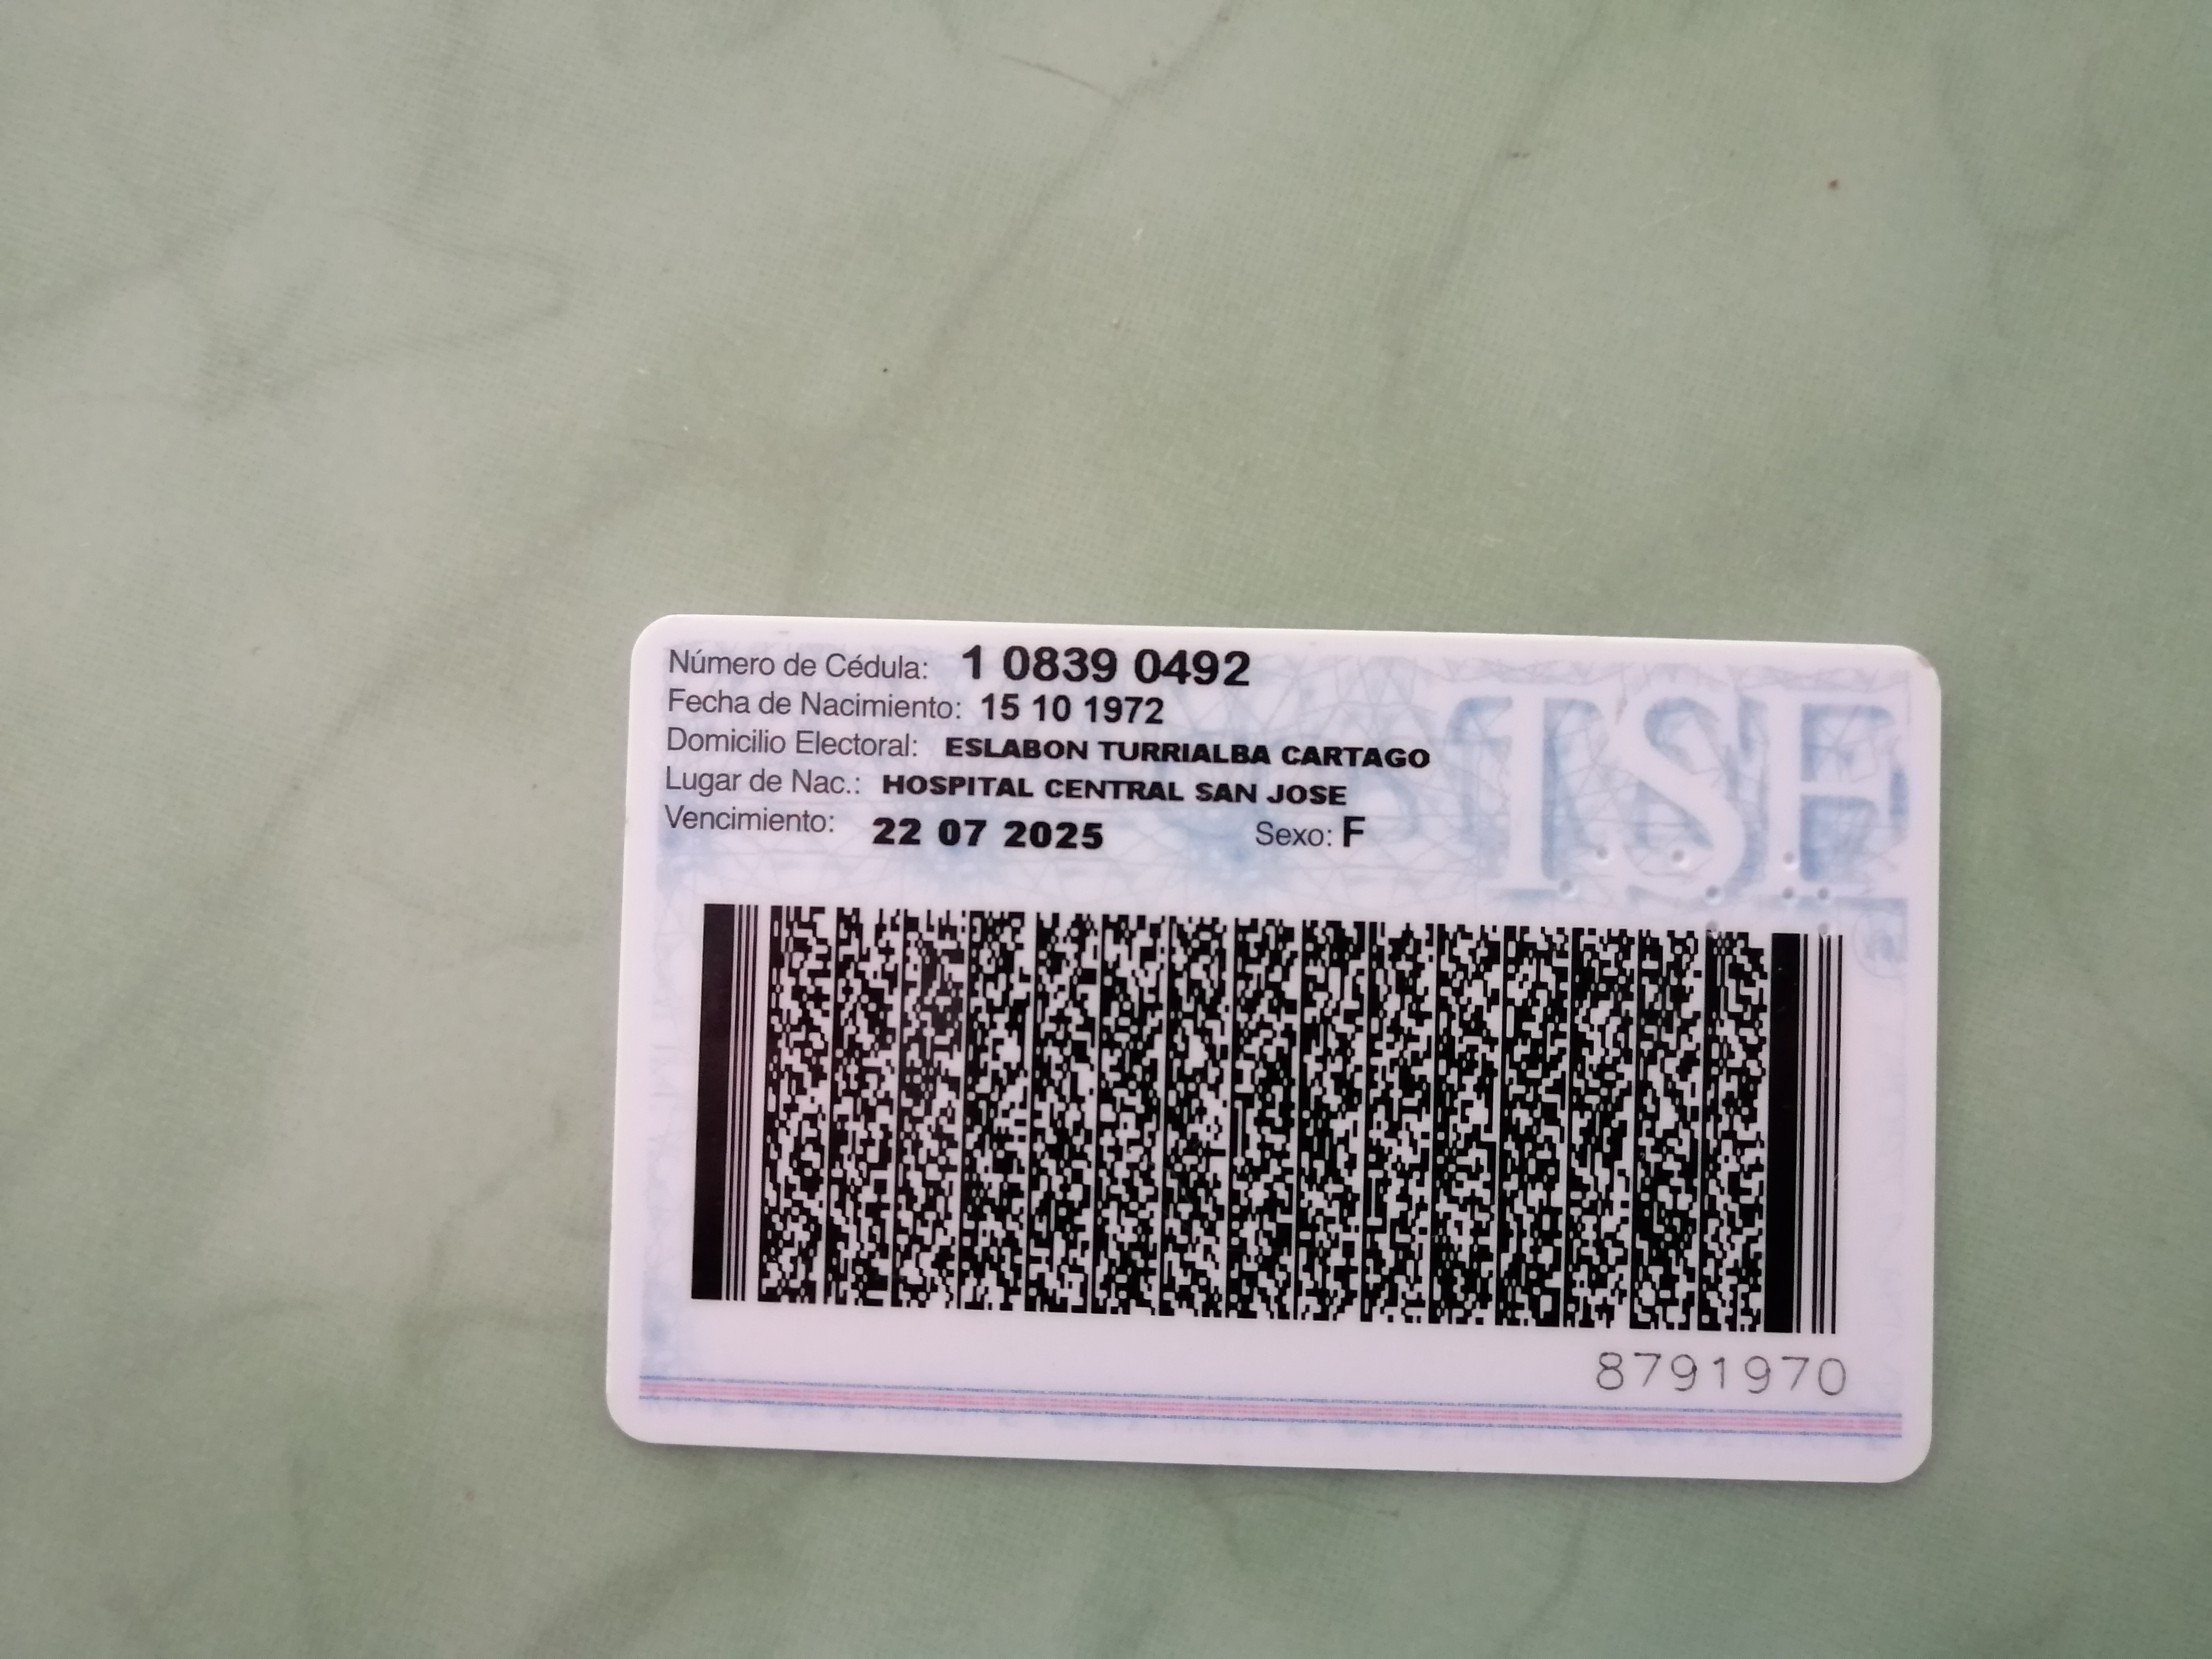 Número de Cédula: 1 0839 0492
Fecha de Nacimiento: 15 10 1972
Domicilio Electoral: ESLABON TURRIALBA CARTAGO
Lugar de Nac.: HOSPITAL CENTRAL SAN JOSE
Vencimiento: 22 07 2025 Sexo: F
TSE
8791970